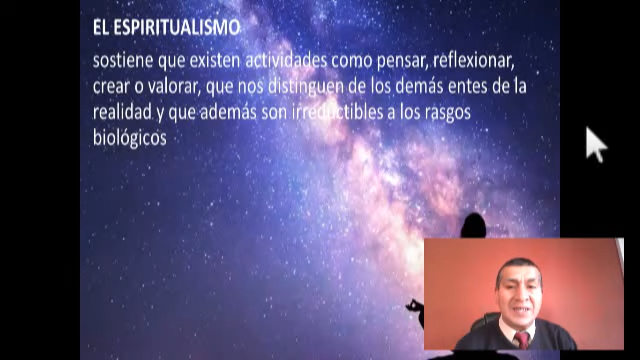 EL ESPIRITUALISMO
sostiene que existen actividades como pensar, reflexionar,
crear o valorar, que nos distinguen de los demás entes de la
realidad y que además son irreductibles a los rasgos
biológicos